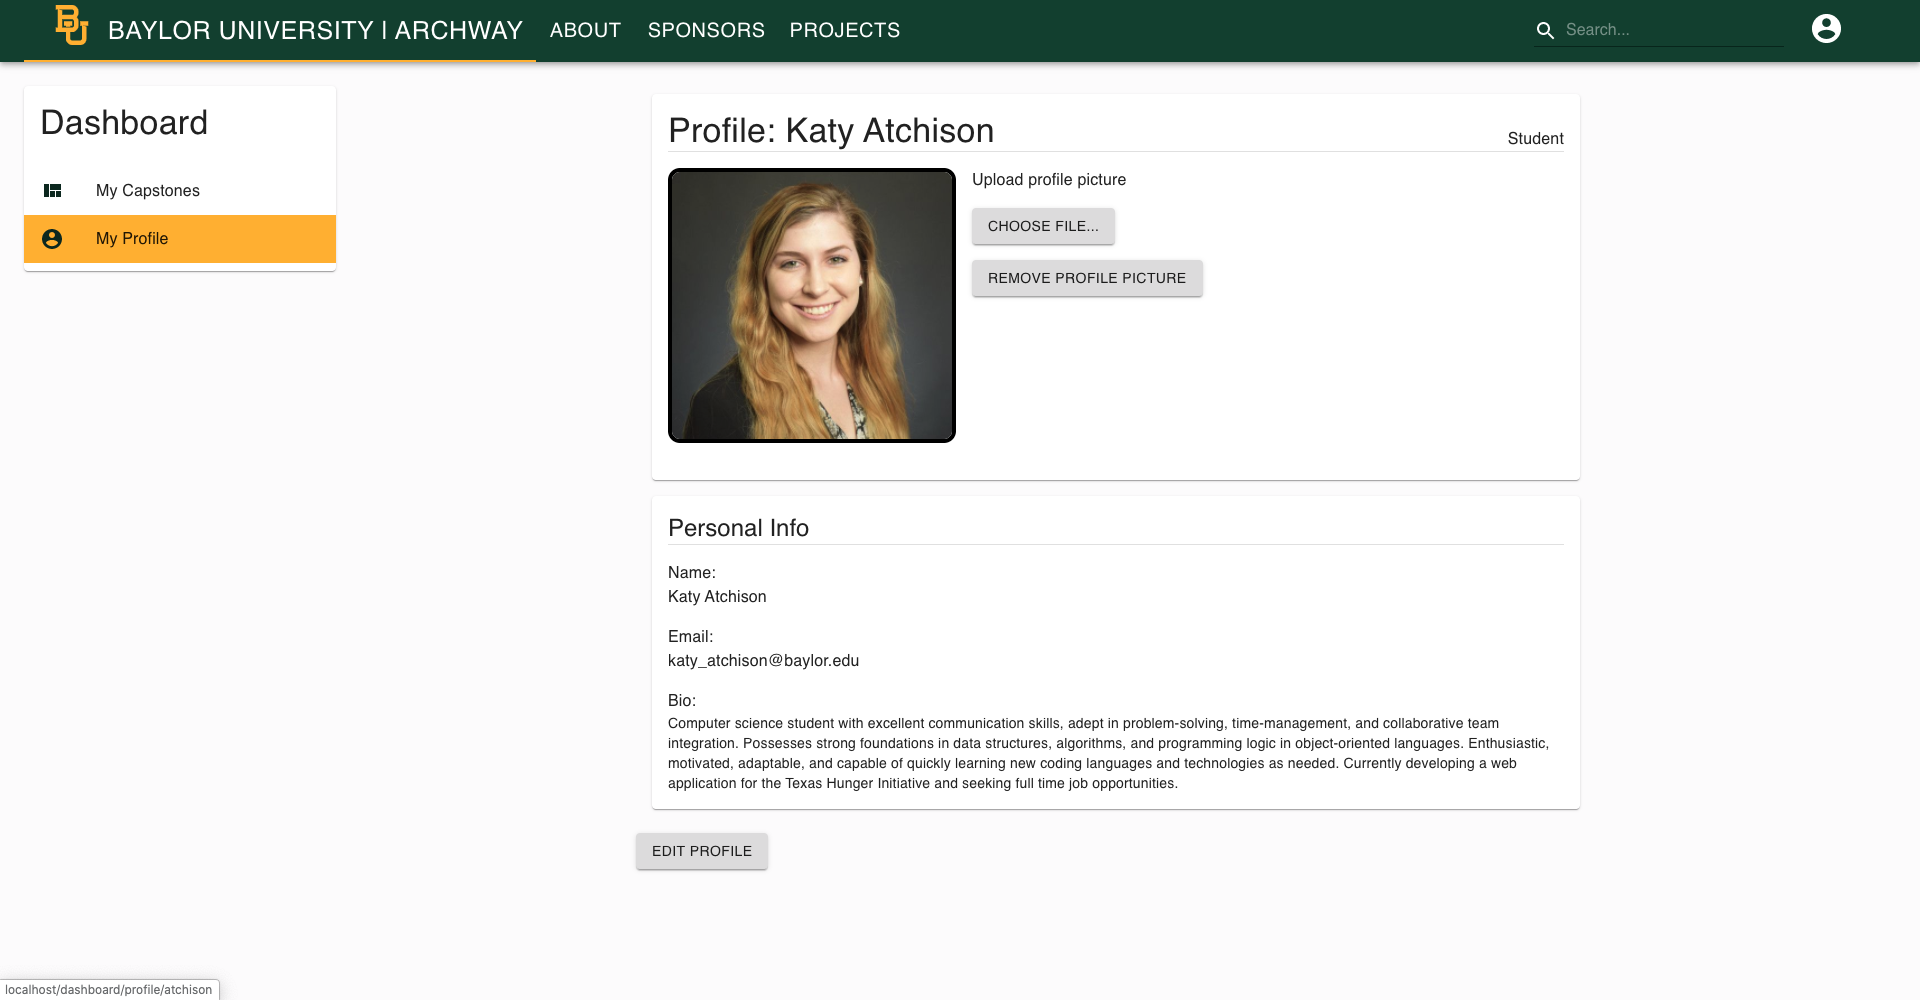 BU BAYLOR UNIVERSITY | ARCHWAY ABOUT SPONSORS PROJECTS Search...
Dashboard
My Capstones
My Profile
Profile: Katy Atchison Student
Upload profile picture
CHOOSE FILE...
REMOVE PROFILE PICTURE
Personal Info
Name:
Katy Atchison
Email:
katy_atchison@baylor.edu
Bio:
Computer science student with excellent communication skills, adept in problem-solving, time-management, and collaborative team
integration. Possesses strong foundations in data structures, algorithms, and programming logic in object-oriented languages. Enthusiastic,
motivated, adaptable, and capable of quickly learning new coding languages and technologies as needed. Currently developing a web
application for the Texas Hunger Initiative and seeking full time job opportunities.
EDIT PROFILE
localhost/dashboard/profile/atchison